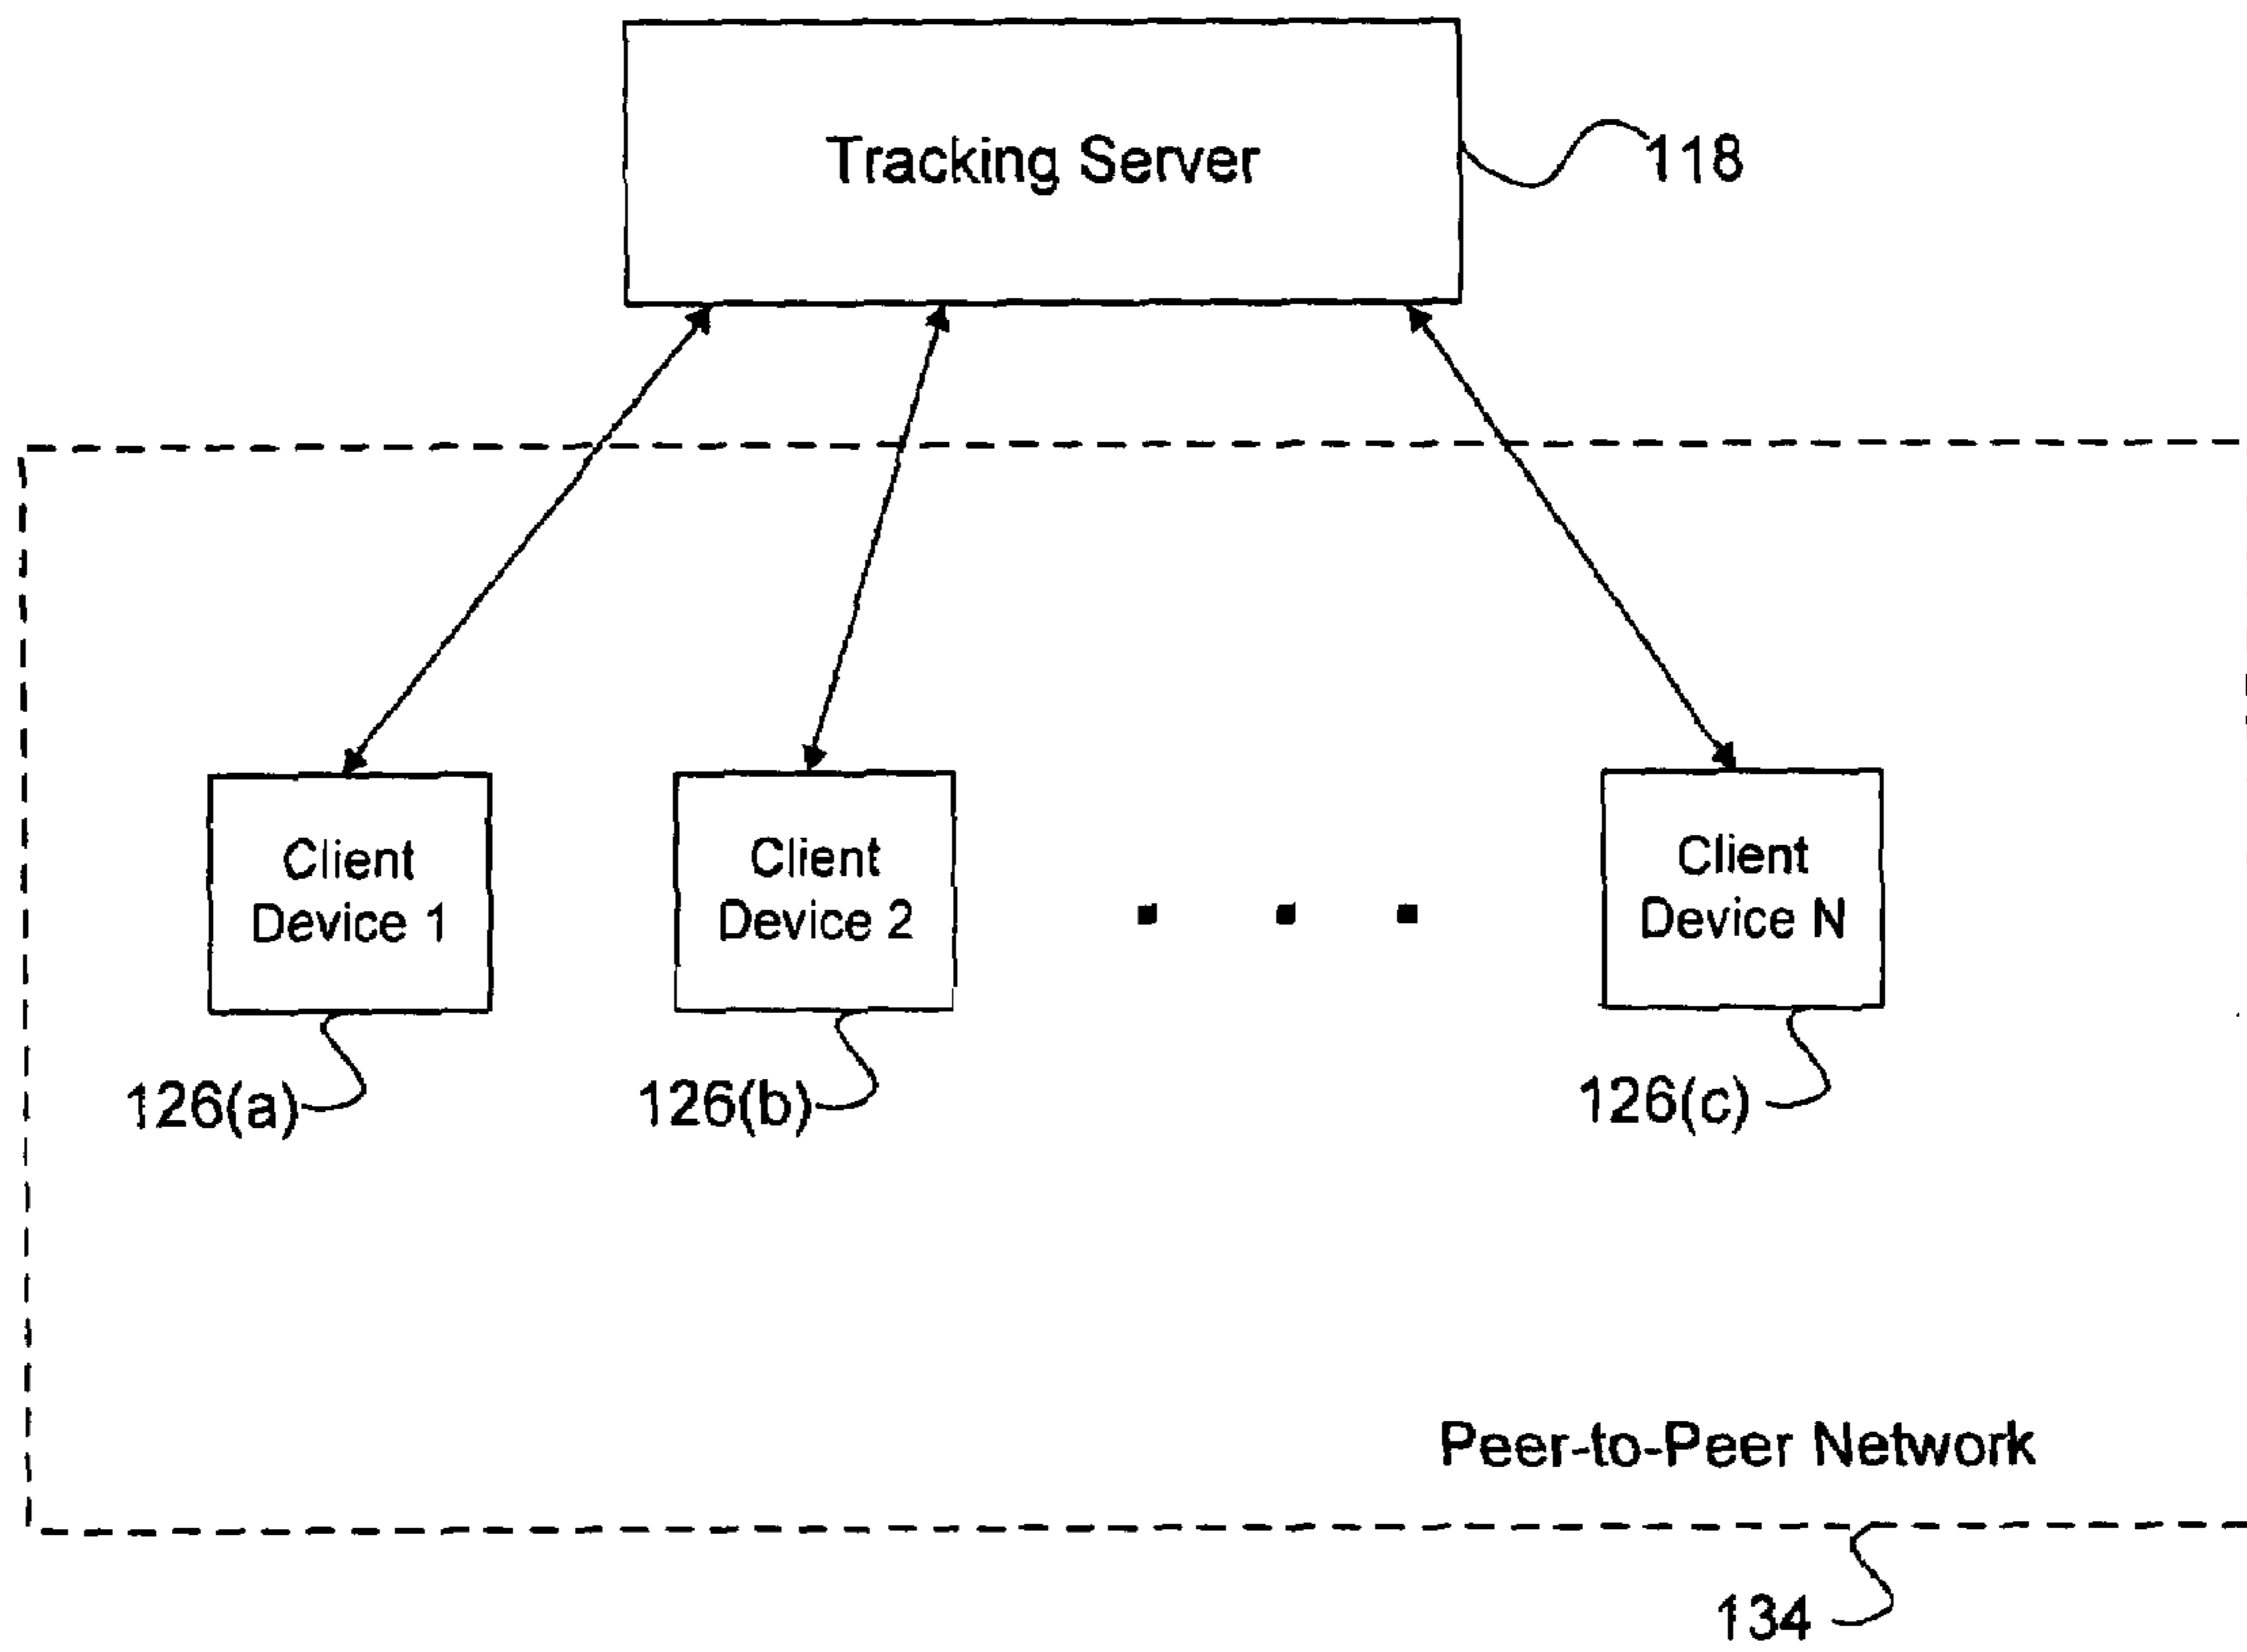 Tracking Server
118
Client
Device 1
Client
Device 2
Client
Device N
126(a)
126(b)
126(c)
Peer-to-Peer Network
134